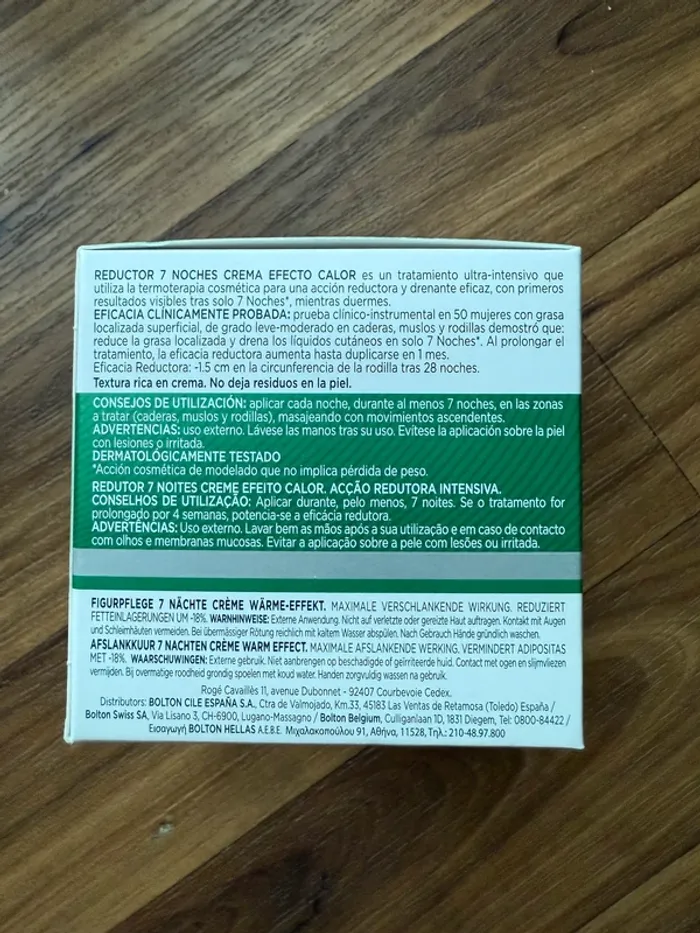 REDUCTOR 7 NOCHES CREMA EFECTO CALOR es un tratamiento ultra-intensivo que
utiliza la termoterapia cosmética para una acción reductora y drenante eficaz, con primeros
resultados visibles tras solo 7 Noches*, mientras duermes.
EFICACIA CLÍNICAMENTE PROBADA: prueba clínico-instrumental en 50 mujeres con grasa
localizada superficial, de grado leve-moderado en caderas, muslos y rodillas demostró que:
reduce la grasa localizada y drena los líquidos cutáneos en solo 7 Noches*. Al prolongar el
tratamiento, la eficacia reductora aumenta hasta duplicarse en 1 mes.
Eficacia Reductora: -1.5 cm en la circunferencia de la rodilla tras 28 noches.
Textura rica en crema. No deja residuos en la piel.
CONSEJOS DE UTILIZACIÓN: aplicar cada noche, durante al menos 7 noches, en las zonas
a tratar (caderas, muslos y rodillas), masajeando con movimientos ascendentes.
ADVERTENCIAS: uso externo. Lávese las manos tras su uso. Evítese la aplicación sobre la piel
con lesiones o irritada.
DERMATOLÓGICAMENTE TESTADO
*Acción cosmética de modelado que no implica pérdida de peso.
REDUTOR 7 NOITES CREME EFEITO CALOR. ACÇÃO REDUTORA INTENSIVA.
CONSELHOS DE UTILIZAÇÃO: Aplicar durante, pelo menos, 7 noites. Se o tratamento for
prolongado por 4 semanas, potencia-se a eficácia redutora.
ADVERTÊNCIAS: Uso externo. Lavar bem as mãos após a sua utilização e em caso de contacto
com olhos e membranas mucosas. Evitar a aplicação sobre a pele com lesões ou irritada.
FIGURPFLEGE 7 NÄCHTE CRÈME WÄRME-EFFEKT. MAXIMALE VERSCHLANKENDE WIRKUNG. REDUZIERT
FETTEINLAGERUNGEN UM -18%. WARNHINWEISE: Externe Anwendung. Nicht auf verletzte oder gereizte Haut auftragen. Kontakt mit Augen
und Schleimhäuten vermeiden. Bei übermässiger Rötung reichlich mit kaltem Wasser abspülen. Nach Gebrauch Hände gründlich waschen.
AFSLANKKUUR 7 NACHTEN CRÈME WARM EFFECT. MAXIMALE AFSLANKENDE WERKING. VERMINDERT ADIPOSITAS
MET -18%. WAARSCHUWINGEN: Externe gebruik. Niet aanbrengen op beschadigde of geïrriteerde huid. Contact met ogen en slijmvliezen
vermijden. Bij overmatige roodheid grondig spoelen met koud water. Handen zorgvuldig wassen na gebruik.
Rogé Cavaillès 11, avenue Dubonnet - 92407 Courbevoie Cedex.
Distributors: BOLTON CILE ESPAÑA S.A., Ctra de Valmojado, Km.33, 45183 Las Ventas de Retamosa (Toledo) España /
Bolton Swiss SA, Via Lisano 3, CH-6900, Lugano-Massagno / Bolton Belgium, Culliganlaan 1D, 1831 Diegem, Tel: 0800-84422 /
Εισαγωγή BOLTON HELLAS Α.Ε.Β.Ε. Μιχαλακοπούλου 91, Αθήνα, 11528, Τηλ.: 210-48.97.800